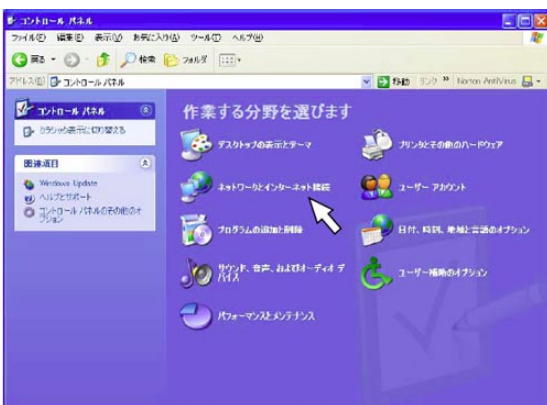 コントロール パネル
ファイル(F) 編集(E) 表示(V) お気に入り(A) ツール(T) ヘルプ(H)
戻る 検索 フォルダ
アドレス(D) コントロール パネル 移動 リンク » Norton AntiVirus
コントロール パネル
クラシック表示に切り替える
関連項目
Windows Update
ヘルプとサポート
コントロール パネルのその他のオプション
作業する分野を選びます
デスクトップの表示とテーマ
プリンタとその他のハードウェア
ネットワークとインターネット接続
ユーザー アカウント
プログラムの追加と削除
日付、時刻、地域と言語のオプション
サウンド、音声、およびオーディオ デ
バイス
ユーザー補助のオプション
パフォーマンスとメンテナンス